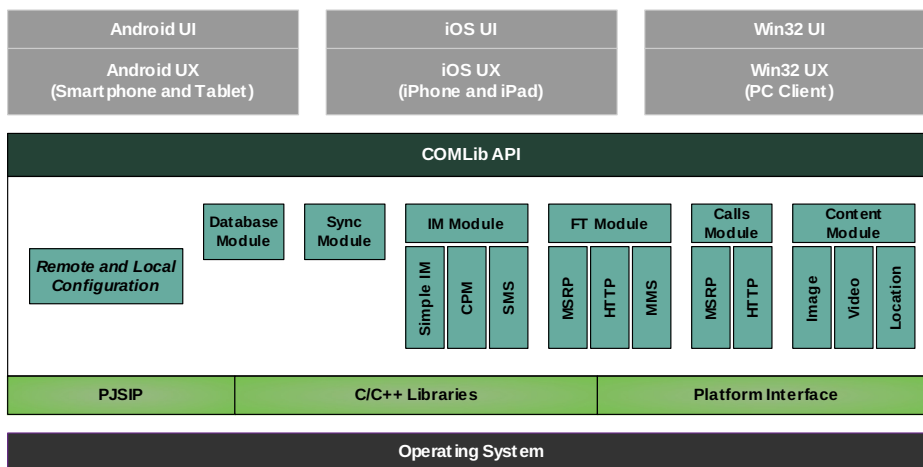 Android UI
iOS UI
Win32 UI
Android UX
(Smartphone and Tablet)
iOS UX
(iPhone and iPad)
Win32 UX
(PC Client)
COMLib API
Remote and Local
Configuration
Database
Module
Sync
Module
IM Module
Simple IM
CPM
SMS
FT Module
MSRP
HTTP
MMS
Calls
Module
MSRP
HTTP
Content
Module
Image
Video
Location
PJSIP
C/C++ Libraries
Platform Interface
Operating System